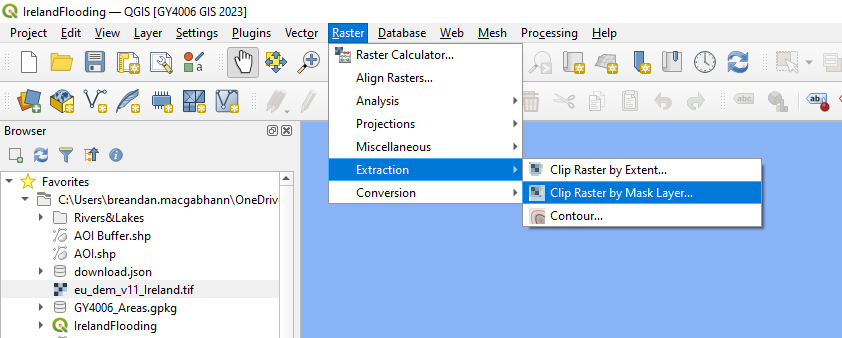 IrelandFlooding — QGIS [GY4006 GIS 2023]
Project Edit View Layer Settings Plugins Vector Raster Database Web Mesh Processing Help
Raster Calculator...
Align Rasters...
Analysis
Projections
Miscellaneous
Extraction
Conversion
Clip Raster by Extent...
Clip Raster by Mask Layer...
Contour...
abc
ab
Browser
Favorites
C:\Users\breandan.macgabhann\OneDriv
Rivers&Lakes
AOI Buffer.shp
AOI.shp
download.json
eu_dem_v11_Ireland.tif
GY4006_Areas.gpkg
IrelandFlooding